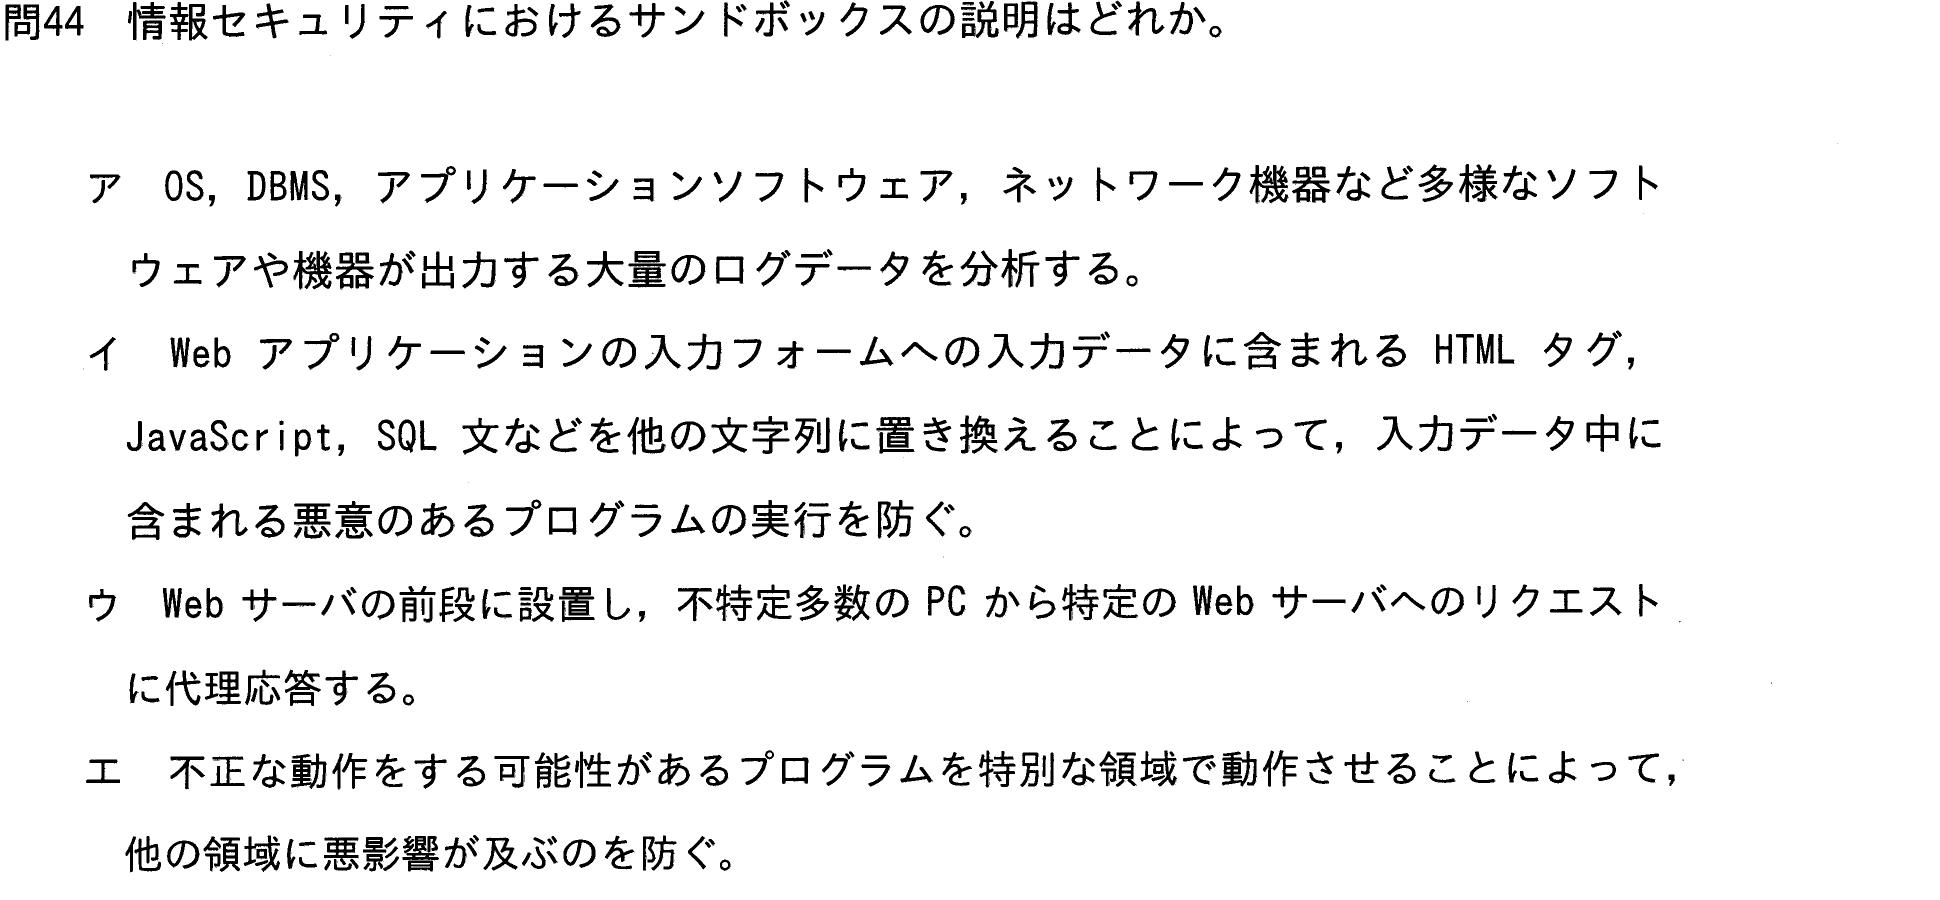 問44 情報セキュリティにおけるサンドボックスの説明はどれか。
ア OS，DBMS，アプリケーションソフトウェア，ネットワーク機器など多様なソフト
ウェアや機器が出力する大量のログデータを分析する。
イ Web アプリケーションの入力フォームへの入力データに含まれる HTML タグ，
JavaScript，SQL 文などを他の文字列に置き換えることによって，入力データ中に
含まれる悪意のあるプログラムの実行を防ぐ。
ウ Web サーバの前段に設置し，不特定多数の PC から特定の Web サーバへのリクエスト
に代理応答する。
エ 不正な動作をする可能性があるプログラムを特別な領域で動作させることによって，
他の領域に悪影響が及ぶのを防ぐ。